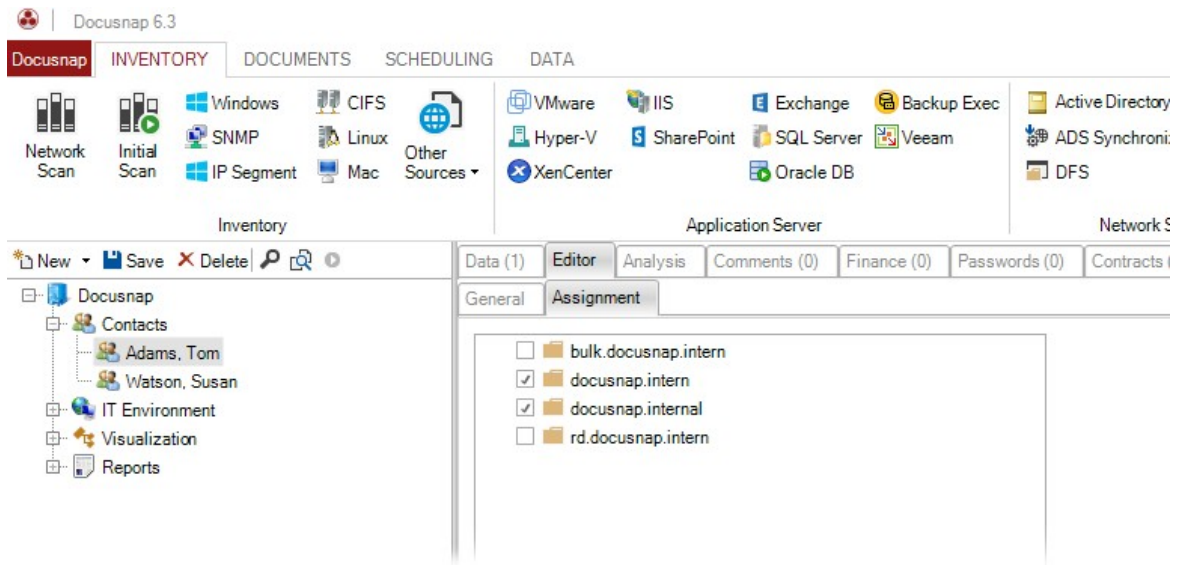 Docusnap 6.3
Docusnap INVENTORY DOCUMENTS SCHEDULING DATA
Windows CIFS VMware IIS Exchange Backup Exec Active Directory
SNMP Linux Hyper-V SharePoint SQL Server Veeam ADS Synchroni
Network Scan Initial Scan IP Segment Mac Other Sources XenCenter Oracle DB DFS
Inventory Application Server Network S
New Save Delete Data (1) Editor Analysis Comments (0) Finance (0) Passwords (0) Contracts (
Docusnap General Assignment
Contacts
Adams, Tom bulk.docusnap.intern
Watson, Susan docusnap.intern
IT Environment docusnap.internal
Visualization rd.docusnap.intern
Reports